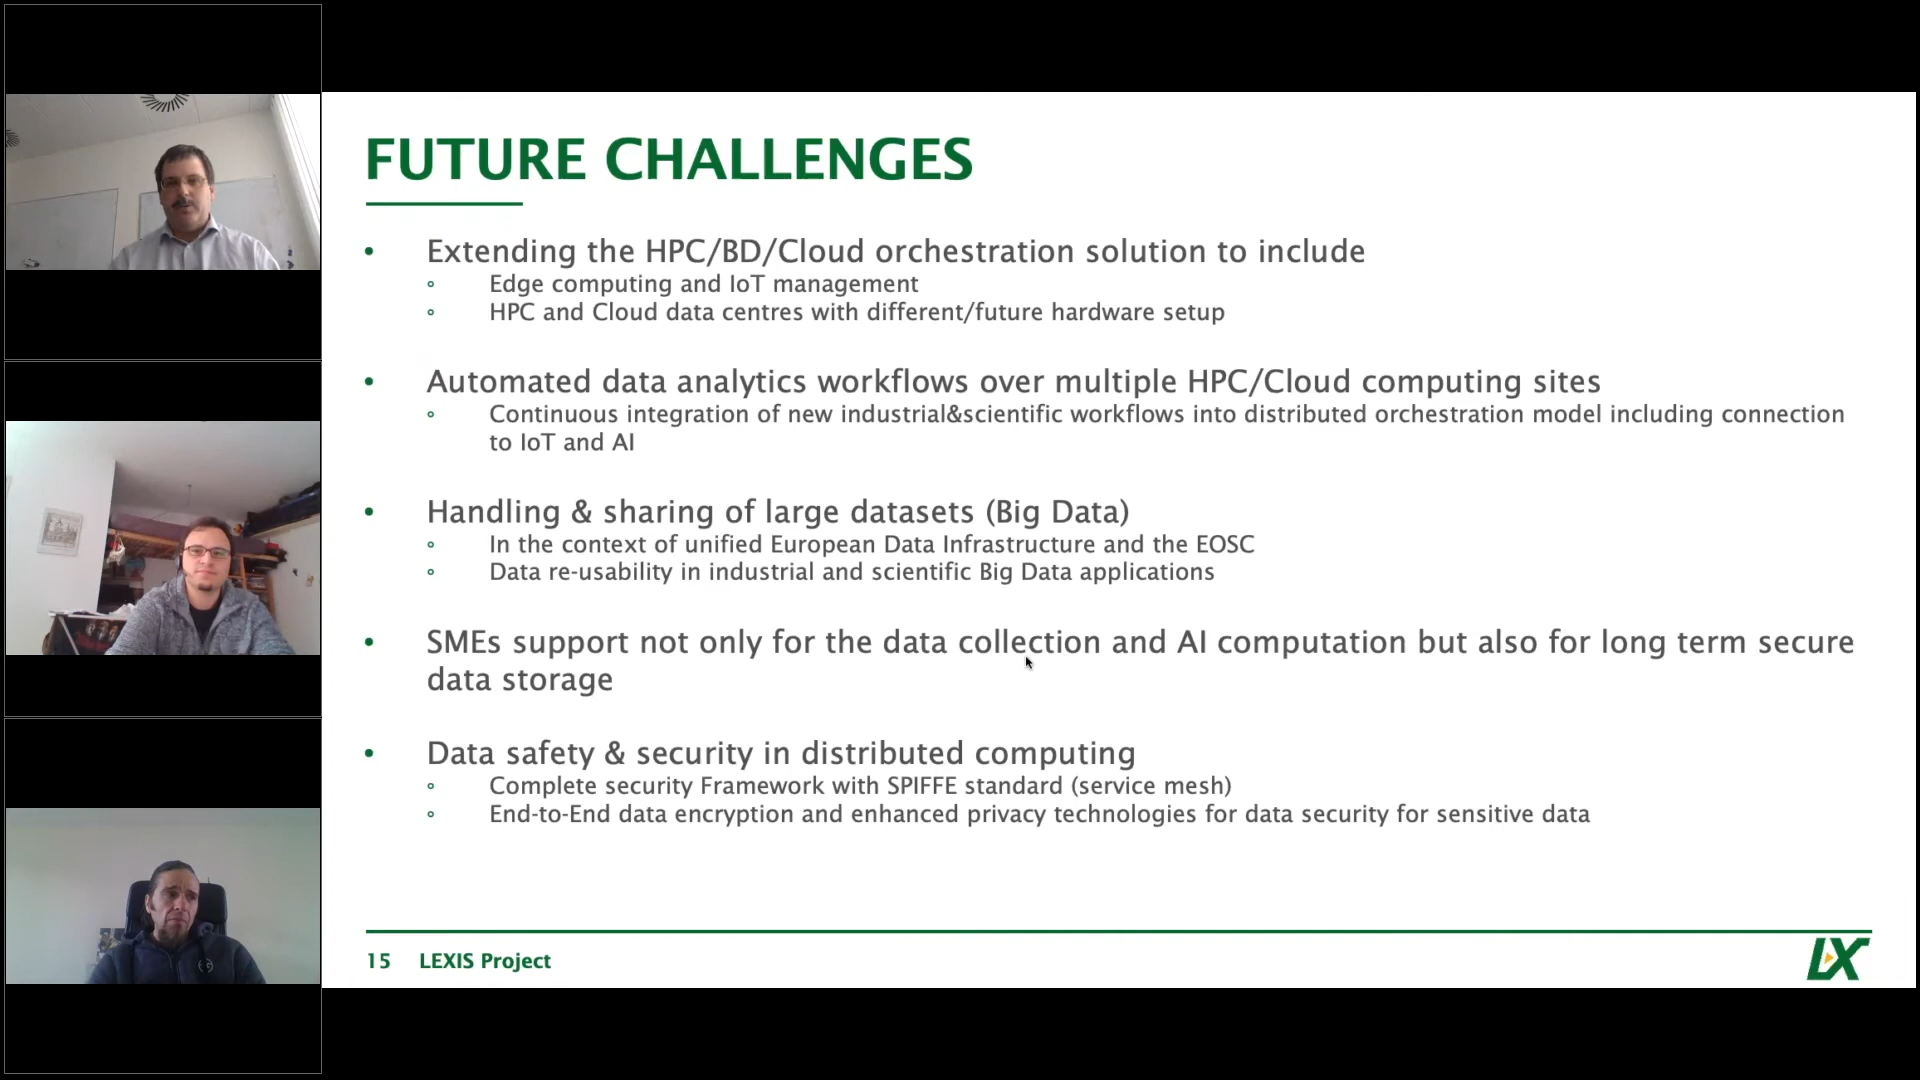 FUTURE CHALLENGES
• Extending the HPC/BD/Cloud orchestration solution to include
◦ Edge computing and IoT management
◦ HPC and Cloud data centres with different/future hardware setup
• Automated data analytics workflows over multiple HPC/Cloud computing sites
◦ Continuous integration of new industrial&scientific workflows into distributed orchestration model including connection
to IoT and AI
• Handling & sharing of large datasets (Big Data)
◦ In the context of unified European Data Infrastructure and the EOSC
◦ Data re-usability in industrial and scientific Big Data applications
• SMEs support not only for the data collection and AI computation but also for long term secure
data storage
• Data safety & security in distributed computing
◦ Complete security Framework with SPIFFE standard (service mesh)
◦ End-to-End data encryption and enhanced privacy technologies for data security for sensitive data
15 LEXIS Project
LX